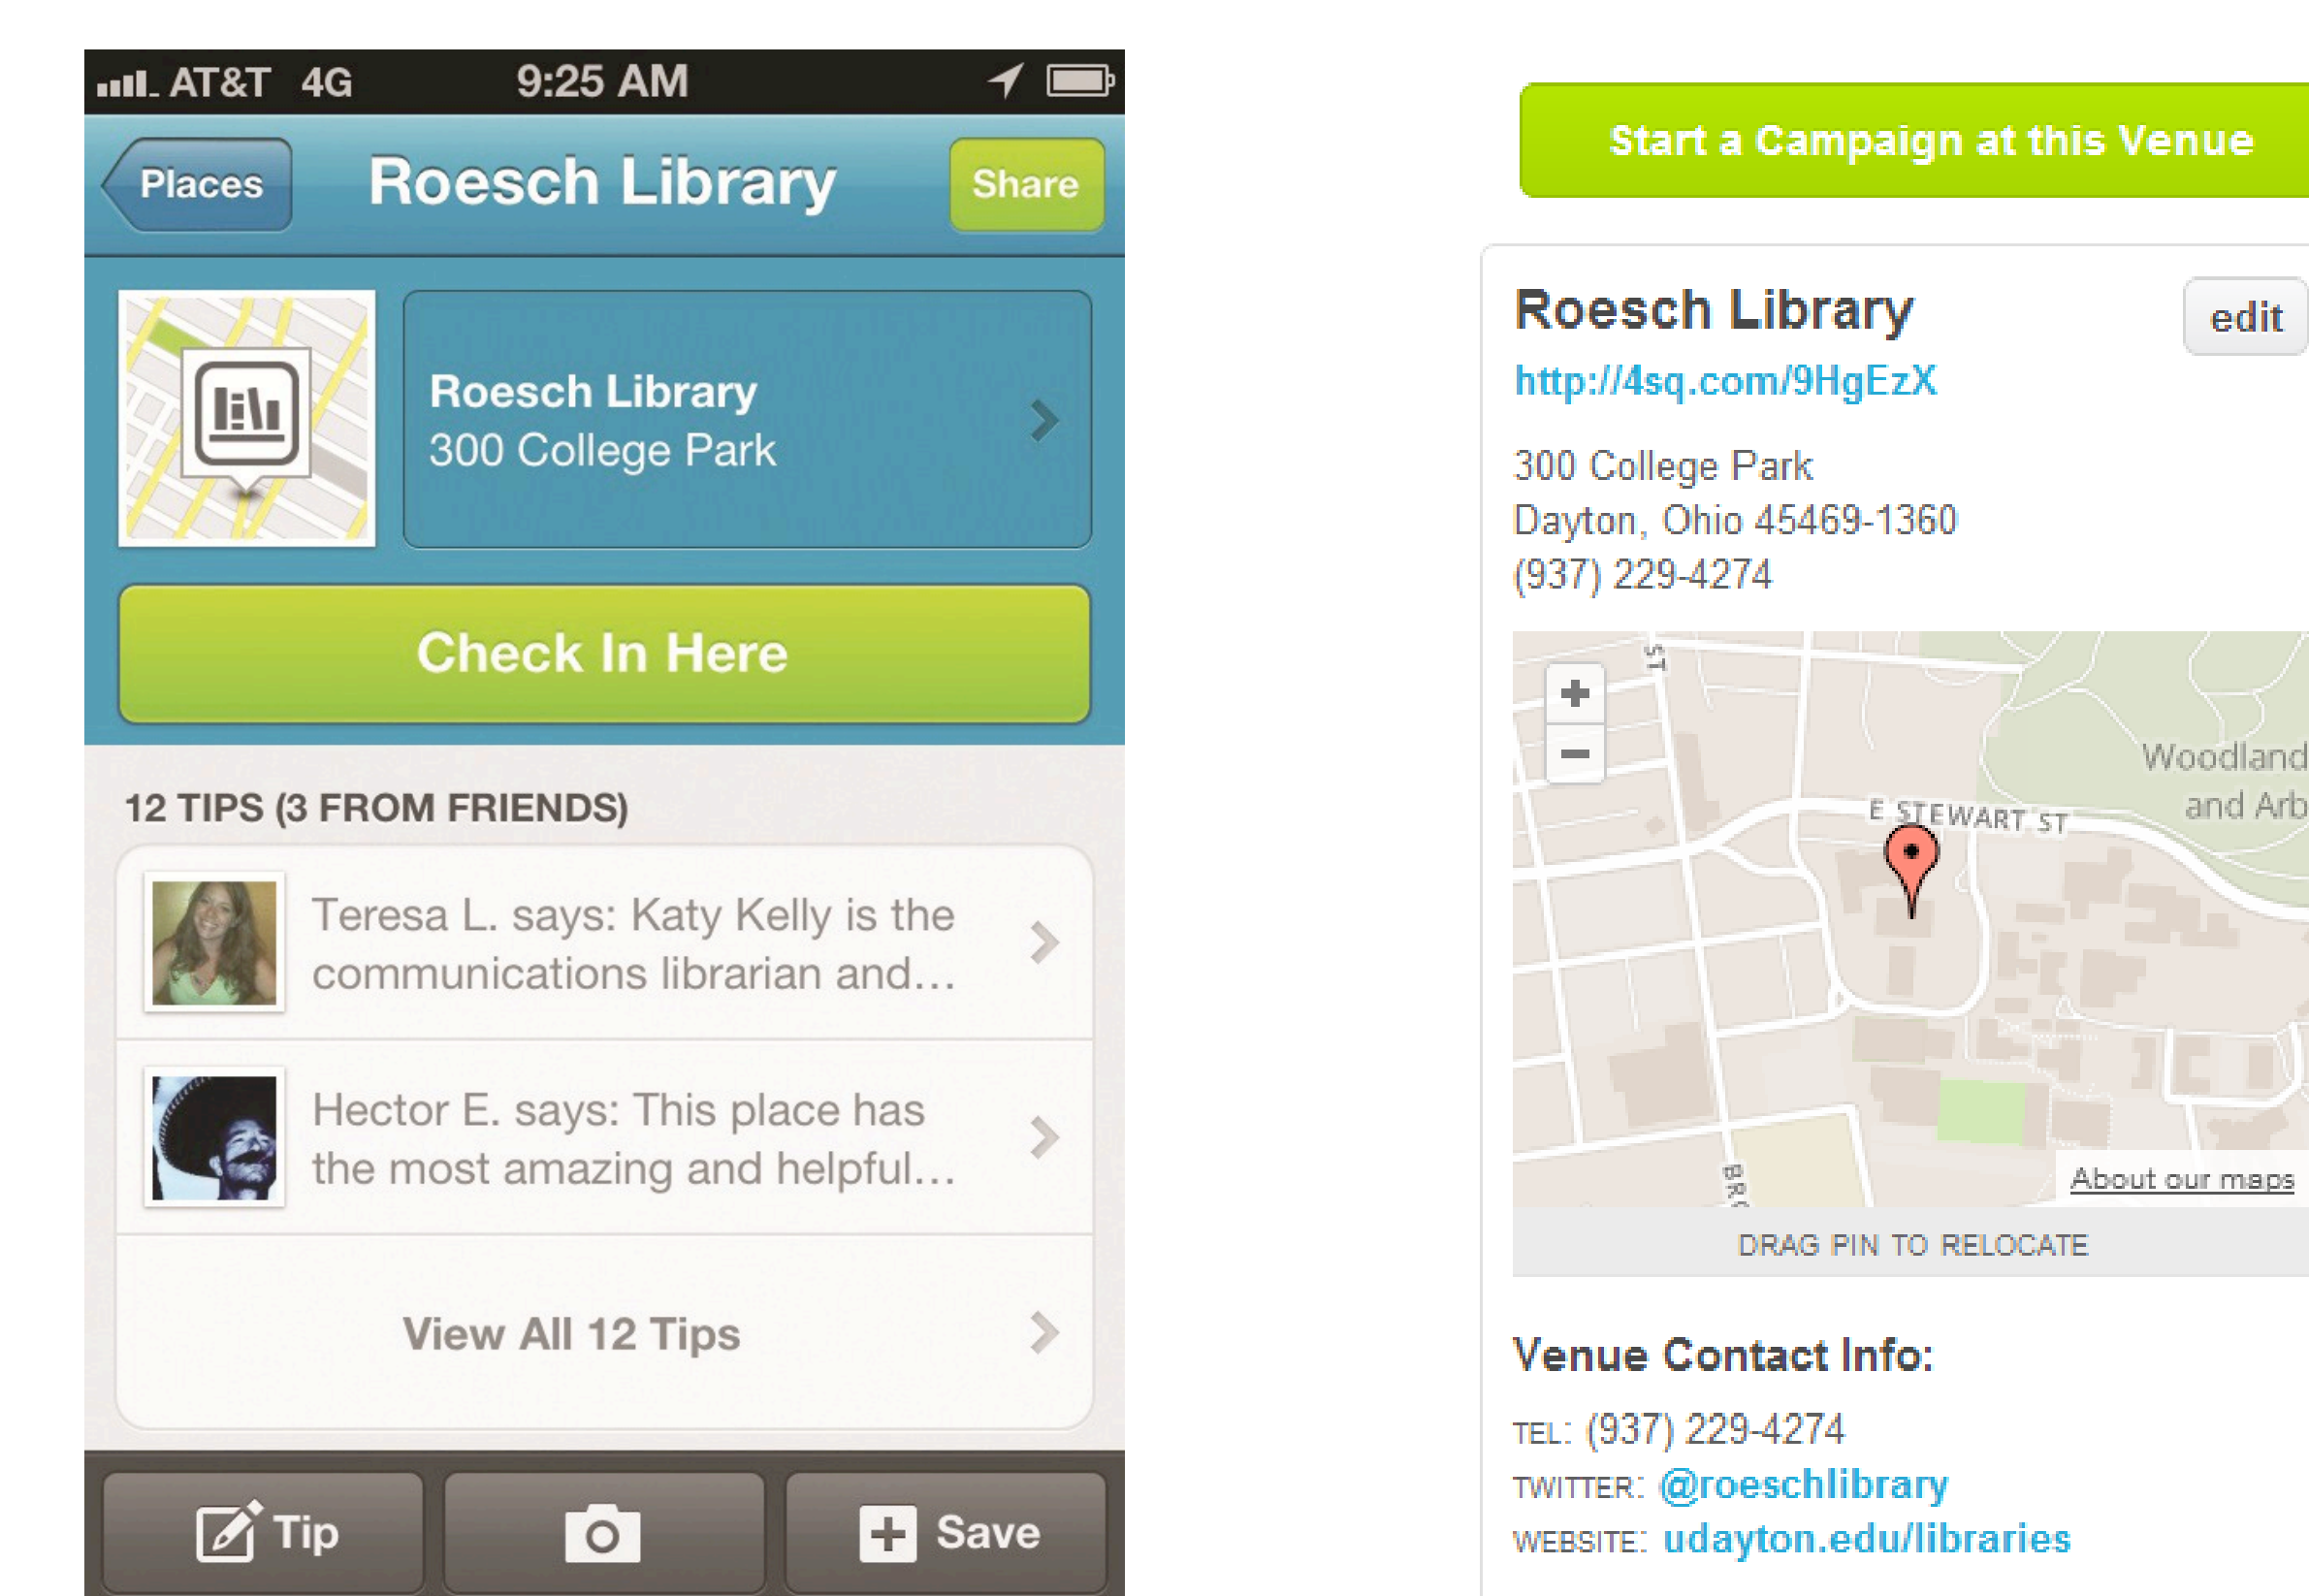 AT&T 4G 9:25 AM
Places Roesch Library Share
Roesch Library
300 College Park
Check In Here
12 TIPS (3 FROM FRIENDS)
Teresa L. says: Katy Kelly is the
communications librarian and...
Hector E. says: This place has
the most amazing and helpful...
View All 12 Tips
Tip Save
Start a Campaign at this Venue
Roesch Library edit
http://4sq.com/9HgEzX
300 College Park
Dayton, Ohio 45469-1360
(937) 229-4274
ST
Woodland
and Arb
E STEWART ST
BRO
About our maps
DRAG PIN TO RELOCATE
Venue Contact Info:
TEL: (937) 229-4274
TWITTER: @roeschlibrary
WEBSITE: udayton.edu/libraries